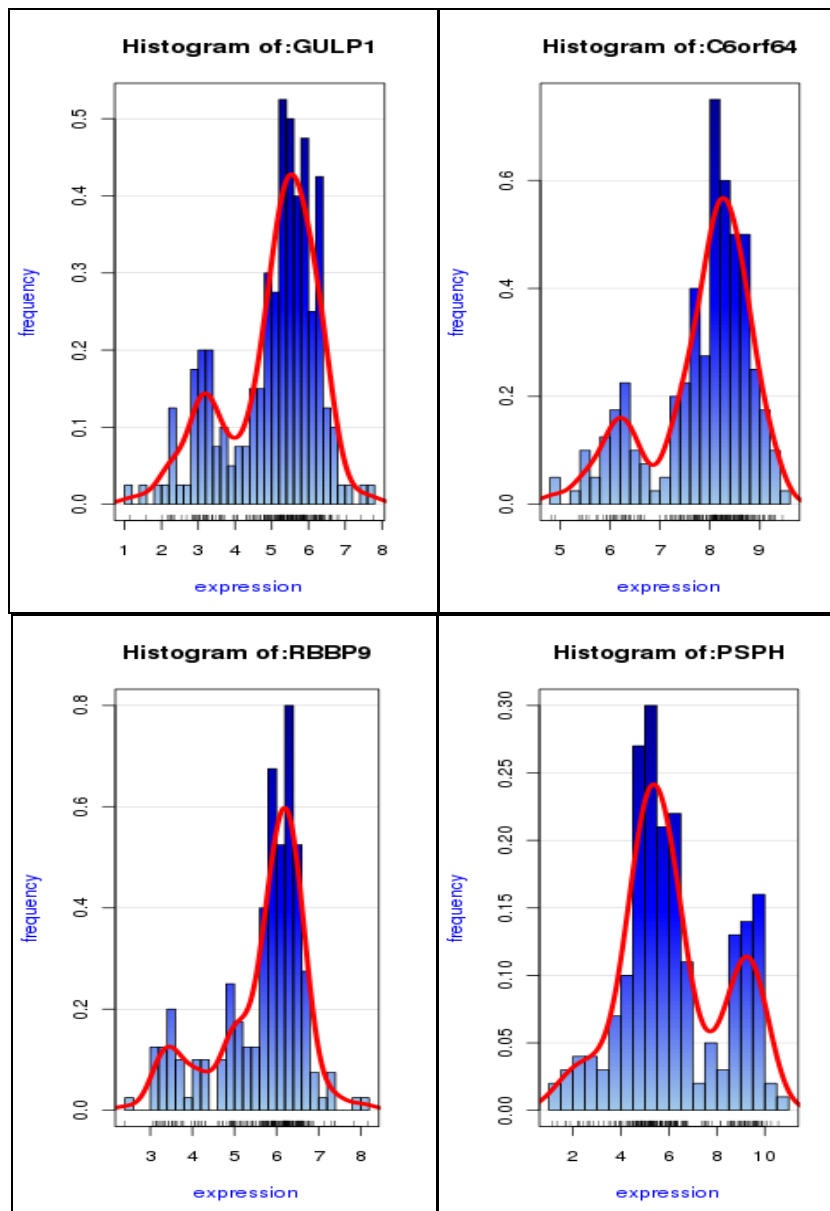 Histogram of:GULP1
frequency
0.5
0.4
0.3
0.2
0.1
0.0
1 2 3 4 5 6 7 8
expression
Histogram of:C6orf64
frequency
0.6
0.4
0.2
0.0
5 6 7 8 9
expression
Histogram of:RBBP9
frequency
0.8
0.6
0.4
0.2
0.0
3 4 5 6 7 8
expression
Histogram of:PSPH
frequency
0.30
0.25
0.20
0.15
0.10
0.05
0.00
2 4 6 8 10
expression